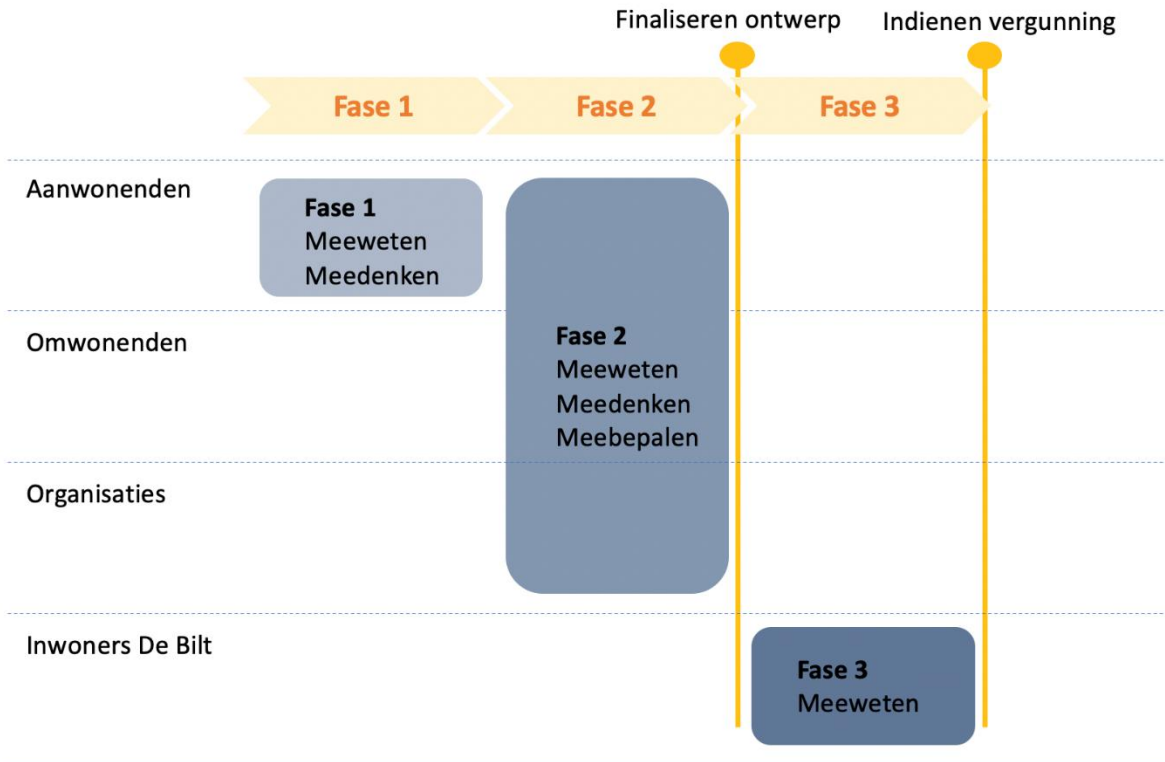 Finaliseren ontwerp
Indienen vergunning
Fase 1
Fase 2
Fase 3
Aanwonenden
Fase 1
Meeweten
Meedenken
Omwonenden
Fase 2
Meeweten
Meedenken
Meebepalen
Organisaties
Inwoners De Bilt
Fase 3
Meeweten